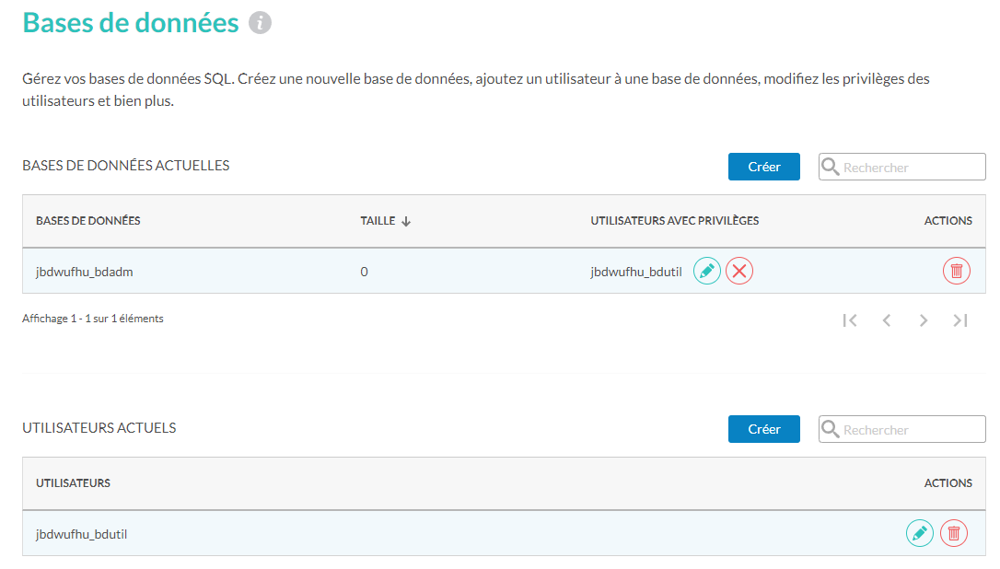 Bases de données
Gérez vos bases de données SQL. Créez une nouvelle base de données, ajoutez un utilisateur à une base de données, modifiez les privilèges des
utilisateurs et bien plus.
BASES DE DONNÉES ACTUELLES
Créer
Rechercher
BASES DE DONNÉES TAILLE UTILISATEURS AVEC PRIVILÈGES ACTIONS
jbdwufhu_bdadm 0 jbdwufhu_bdutil
Affichage 1 - 1 sur 1 éléments
UTILISATEURS ACTUELS
Créer
Rechercher
UTILISATEURS ACTIONS
jbdwufhu_bdutil